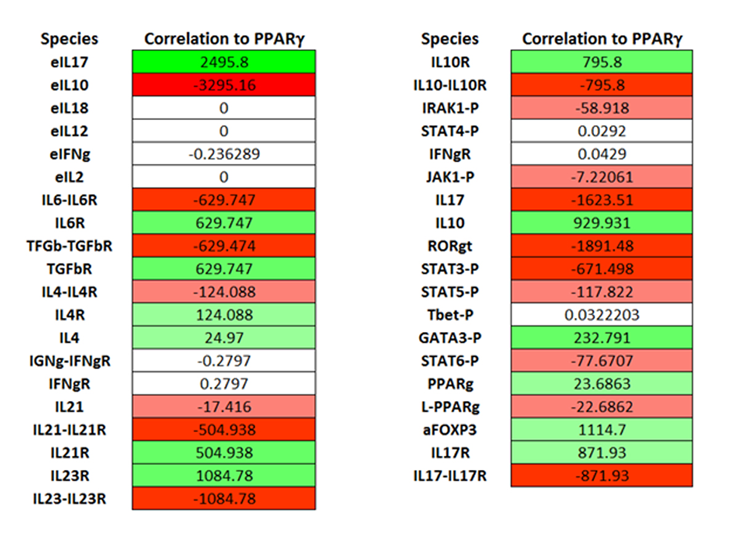 Species Correlation to PPARγ
eIL17 2495.8
eIL10 -3295.16
eIL18 0
eIL12 0
eIFNg -0.236289
eIL2 0
IL6-IL6R -629.747
IL6R 629.747
TFGb-TGFbR -629.474
TGFbR 629.747
IL4-IL4R -124.088
IL4R 124.088
IL4 24.97
IGNg-IFNgR -0.2797
IFNgR 0.2797
IL21 -17.416
IL21-IL21R -504.938
IL21R 504.938
IL23R 1084.78
IL23-IL23R -1084.78
Species Correlation to PPARγ
IL10R 795.8
IL10-IL10R -795.8
IRAK1-P -58.918
STAT4-P 0.0292
IFNgR 0.0429
JAK1-P -7.22061
IL17 -1623.51
IL10 929.931
RORgt -1891.48
STAT3-P -671.498
STAT5-P -117.822
Tbet-P 0.0322203
GATA3-P 232.791
STAT6-P -77.6707
PPARg 23.6863
L-PPARg -22.6862
aFOXP3 1114.7
IL17R 871.93
IL17-IL17R -871.93